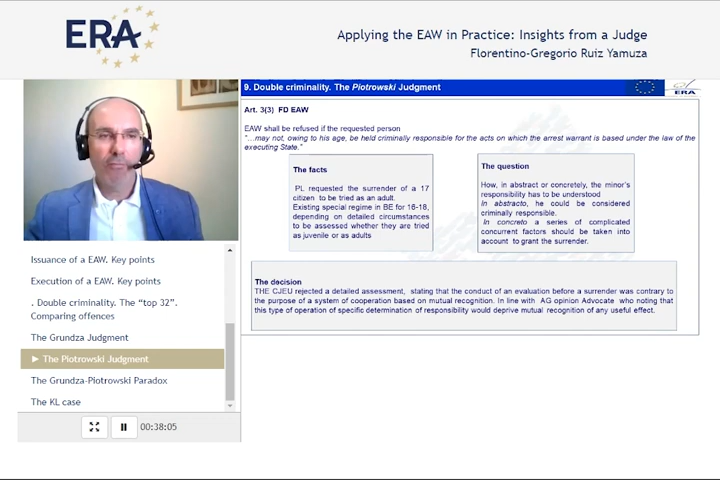 ERA
Applying the EAW in Practice: Insights from a Judge
Florentino-Gregorio Ruiz Yamuza
9. Double criminality. The Piotrowski Judgment
ERA
Art. 3(3) FD EAW
EAW shall be refused if the requested person
"...may not, owing to his age, be held criminally responsible for the acts on which the arrest warrant is based under the law of the
executing State."
The facts
PL requested the surrender of a 17
citizen to be tried as an adult.
Existing special regime in BE for 16-18,
depending on detailed circumstances
to be assessed whether they are tried
as juvenile or as adults
The question
How, in abstract or concretely, the minor's
responsibility has to be understood
In abstracto, he could be considered
criminally responsible.
In concreto a series of complicated
concurrent factors should be taken into
account to grant the surrender.
The decision
THE CJEU rejected a detailed assessment, stating that the conduct of an evaluation before a surrender was contrary to
the purpose of a system of cooperation based on mutual recognition. In line with AG opinion Advocate who noting that
this type of operation of specific determination of responsibility would deprive mutual recognition of any useful effect.
Issuance of a EAW. Key points
Execution of a EAW. Key points
. Double criminality. The "top 32".
Comparing offences
The Grundza Judgment
► The Piotrowski Judgment
The Grundza-Piotrowski Paradox
The KL case
00:38:05